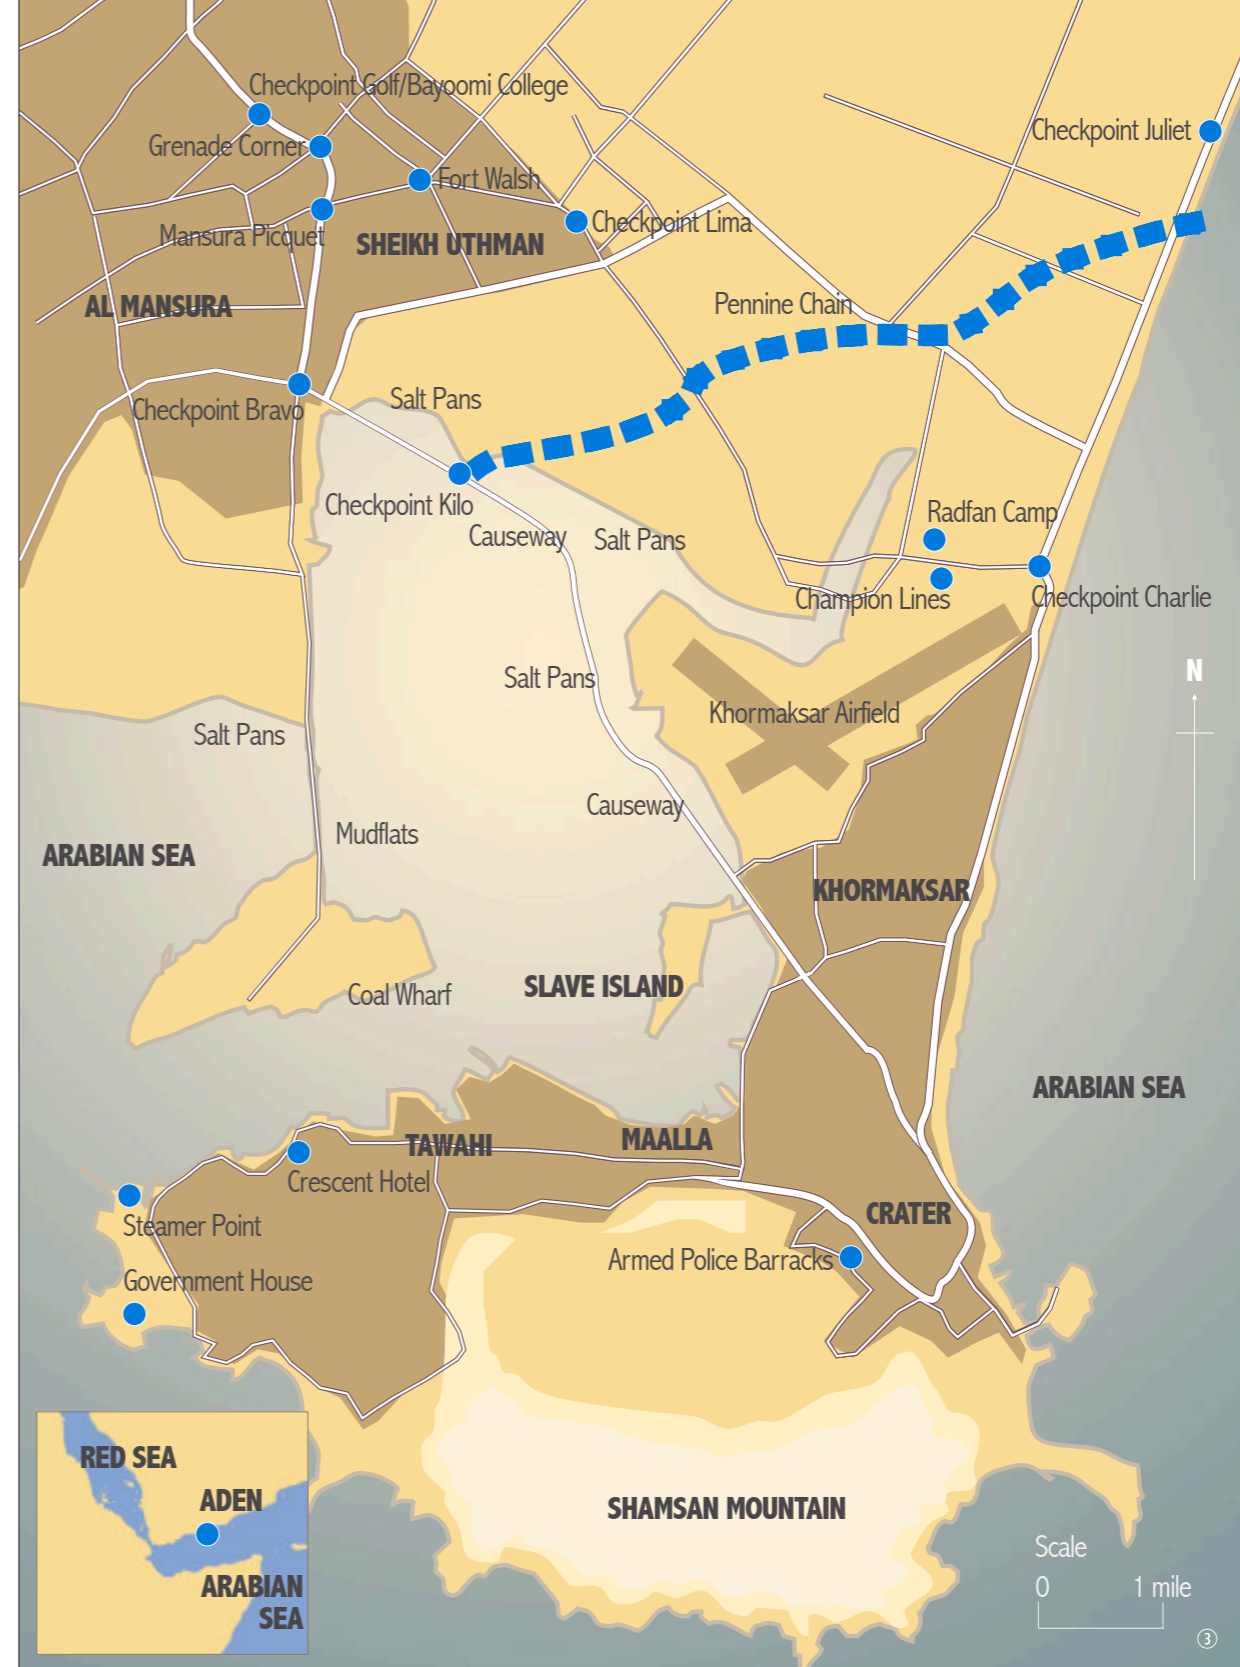 Checkpoint Golf/Bayoomi College
Checkpoint Juliet
Grenade Corner
Fort Walsh
Checkpoint Lima
Mansura Picquet
SHEIKH UTHMAN
AL MANSURA
Pennine Chain
Salt Pans
Checkpoint Bravo
Checkpoint Kilo
Radfan Camp
Causeway
Salt Pans
Champion Lines
Checkpoint Charlie
N
Salt Pans
Khormaksar Airfield
Salt Pans
Causeway
Mudflats
ARABIAN SEA
KHORMAKSAR
SLAVE ISLAND
Coal Wharf
ARABIAN SEA
TAWAHI
MAALLA
Crescent Hotel
CRATER
Steamer Point
Armed Police Barracks
Government House
RED SEA
ADEN
SHAMSAN MOUNTAIN
Scale
0 1 mile
ARABIAN
SEA
3